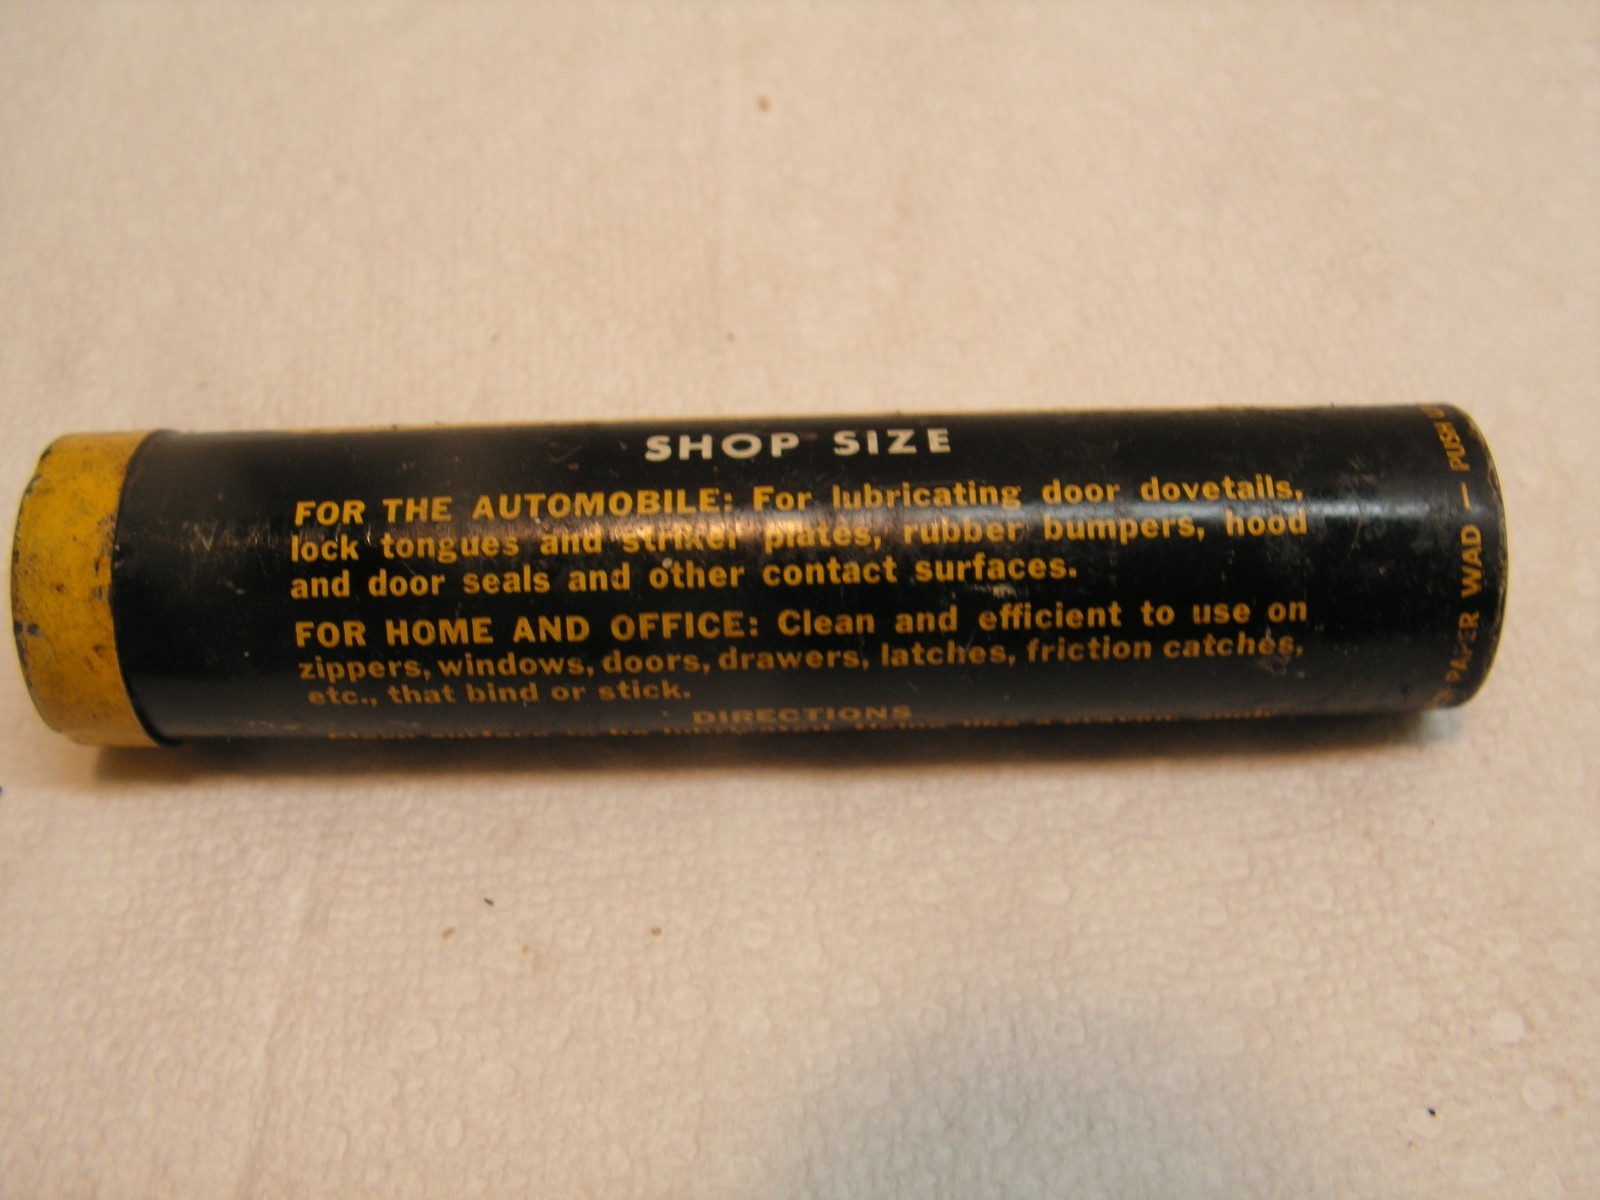 SHOP SIZE
FOR THE AUTOMOBILE: For lubricating door dovetails,
lock tongues and striker plates, rubber bumpers, hood
and door seals and other contact surfaces.
FOR HOME AND OFFICE: Clean and efficient to use on
zippers, windows, doors, drawers, latches, friction catches,
etc., that bind or stick.
DIRECTIONS
PAPER WAD — PUSH